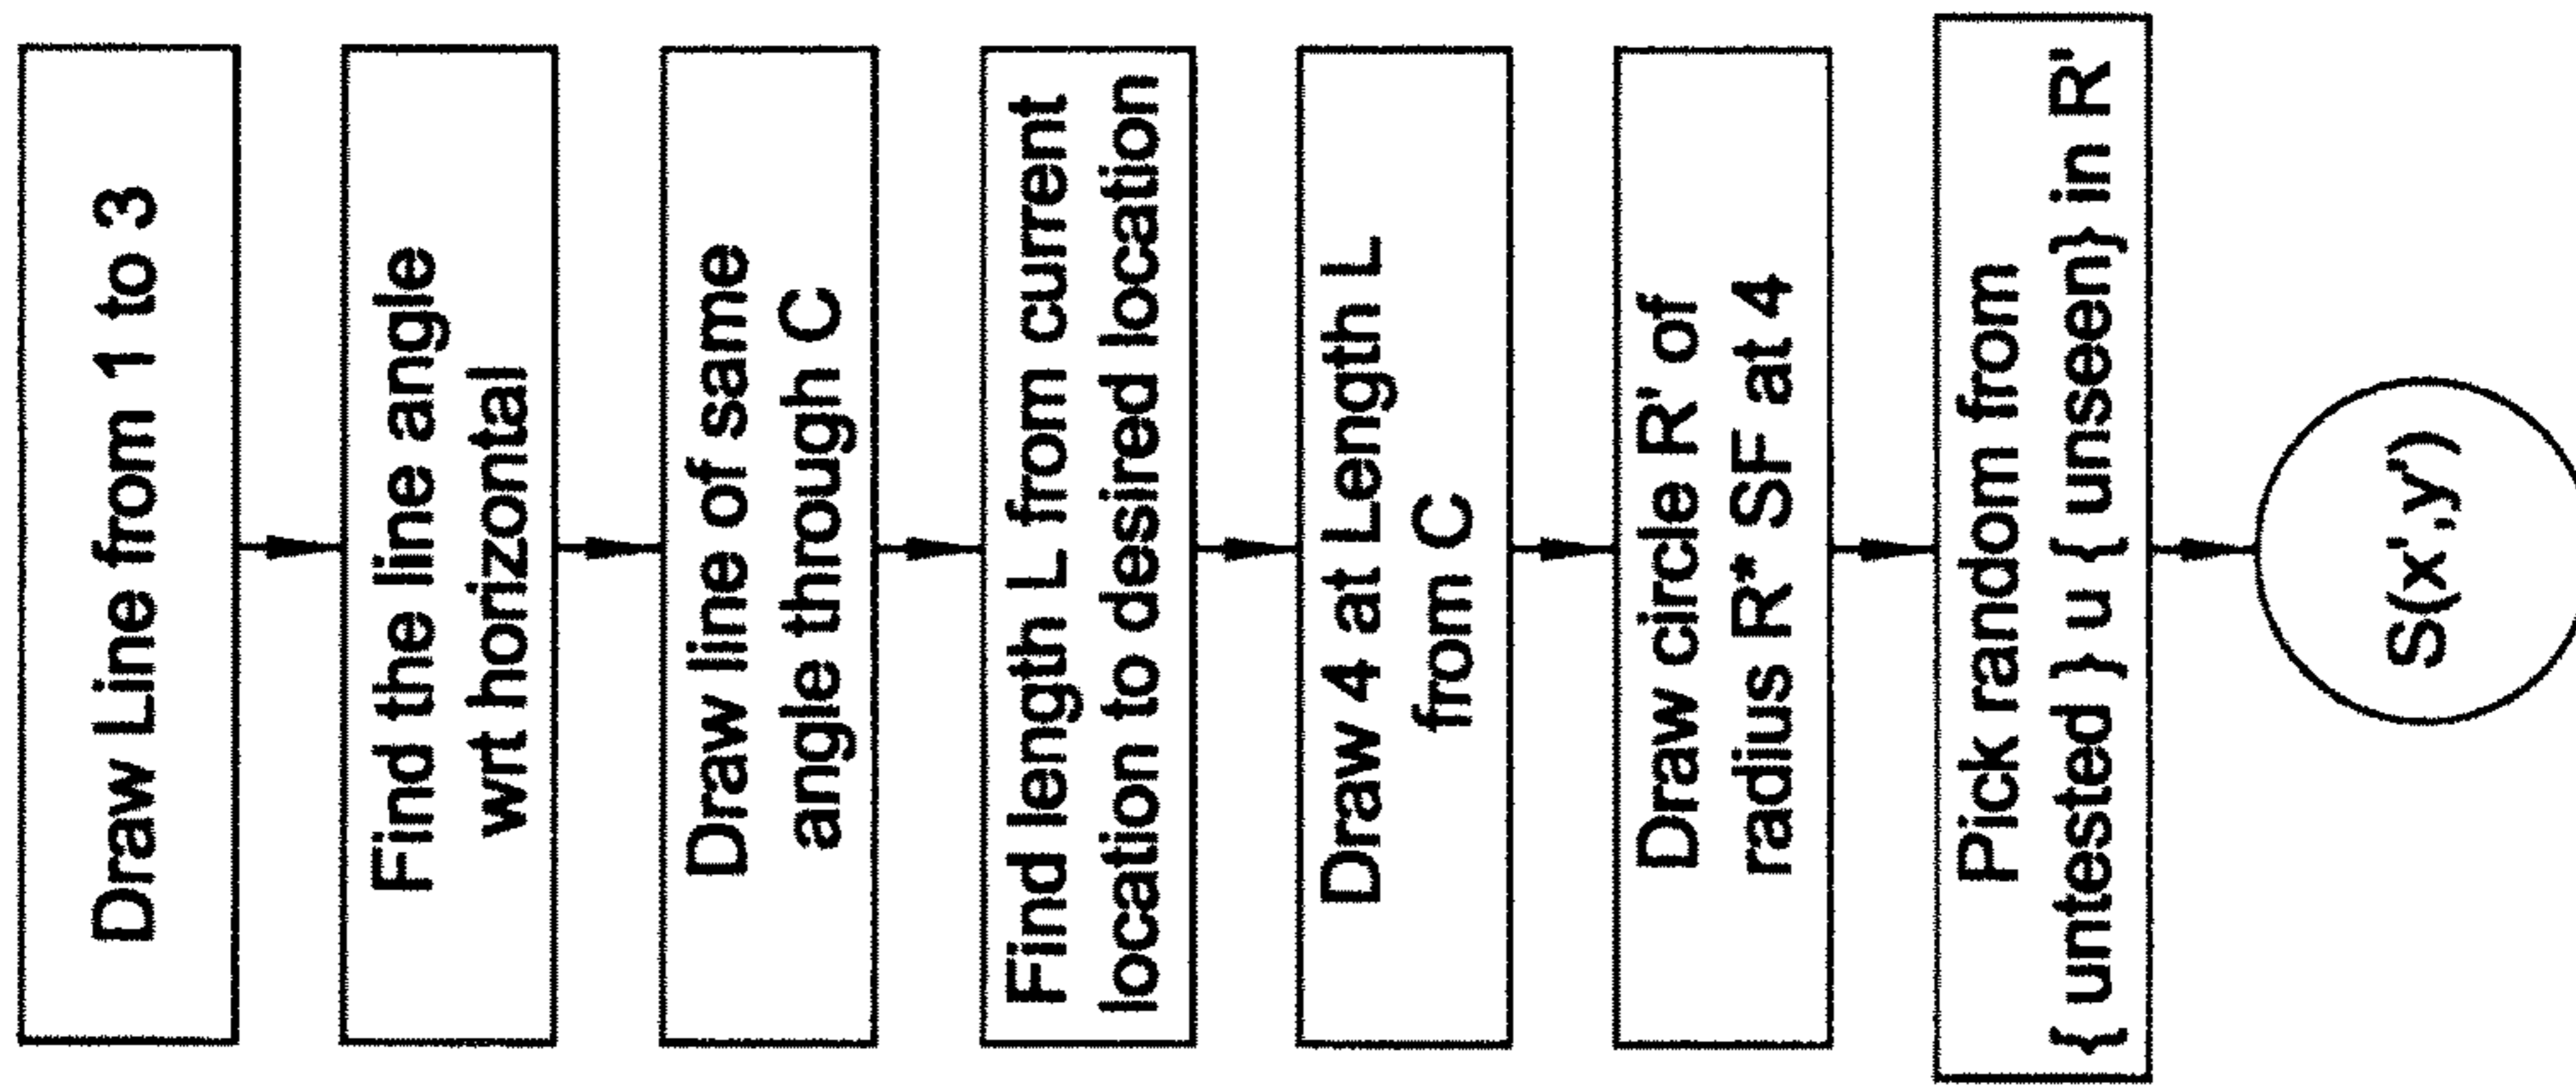 Draw Line from 1 to 3
Find the line angle
wrt horizontal
Draw line of same
angle through C
Find length L from current
location to desired location
Draw 4 at Length L
from C
Draw circle R' of
radius R* SF at 4
Pick random from
{ untested } u { unseen} in R'
S(x',y')